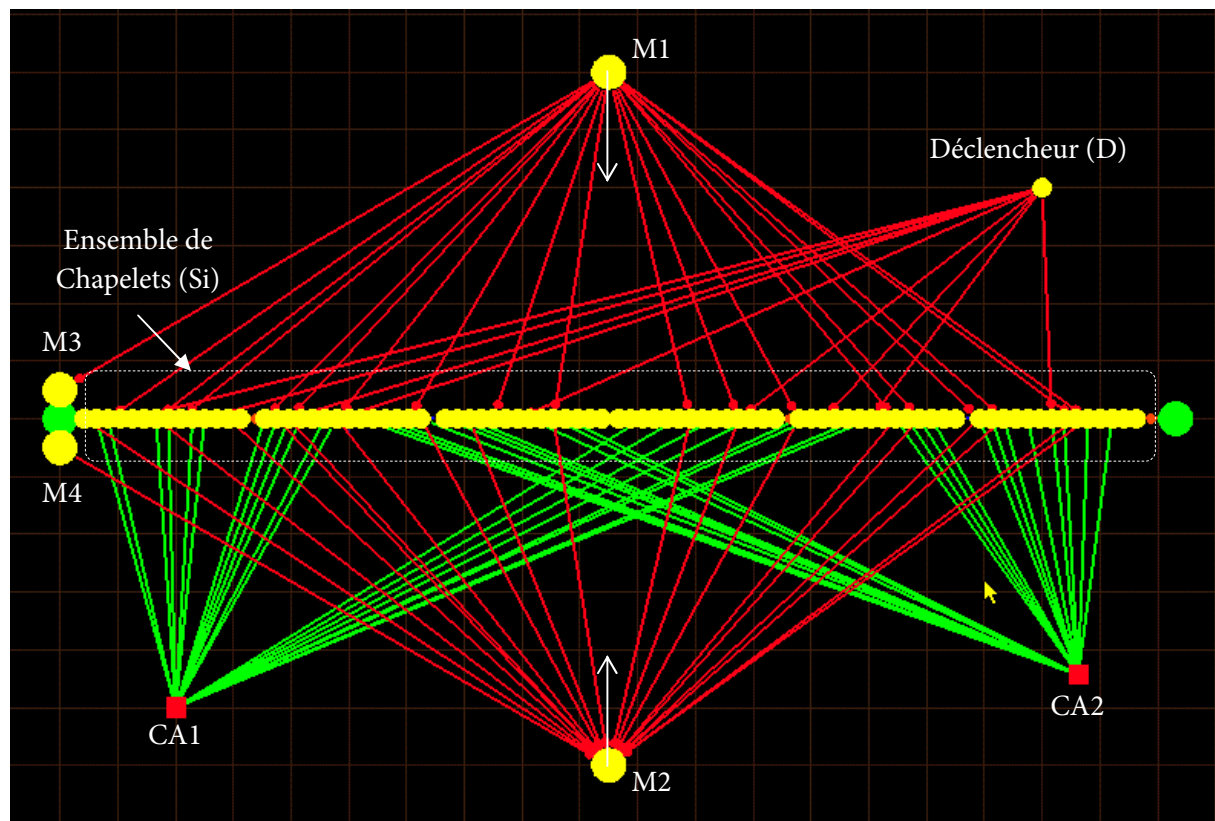 M1
Déclencheur (D)
Ensemble de
Chapelets (Si)
M3
M4
CA1
CA2
M2